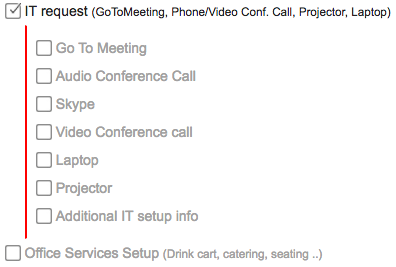 IT request (GoToMeeting, Phone/Video Conf. Call, Projector, Laptop)
Go To Meeting
Audio Conference Call
Skype
Video Conference call
Laptop
Projector
Additional IT setup info
Office Services Setup (Drink cart, catering, seating ..)